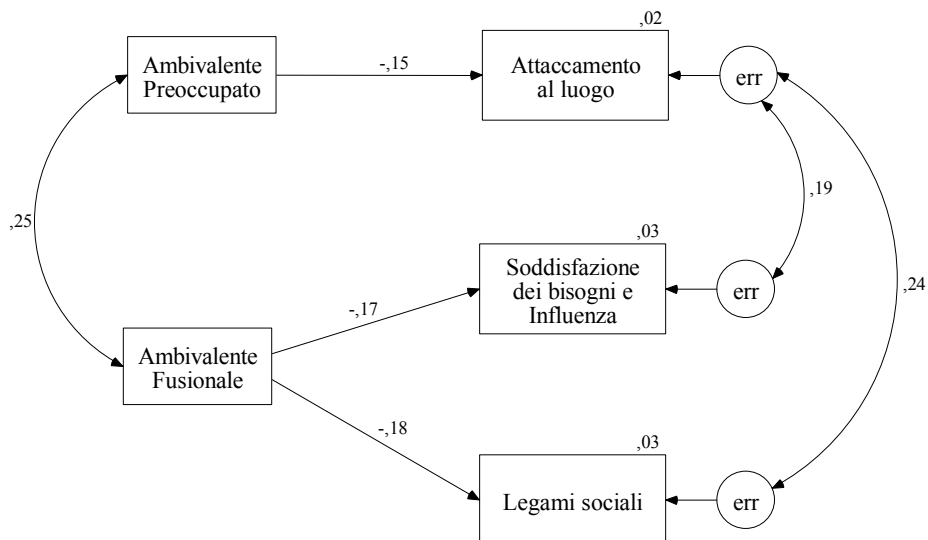 ,02
Ambivalente
Preoccupato
-,15
Attaccamento
al luogo
err
,19
,25
,03
Soddisfazione
dei bisogni e
Influenza
err
,24
-,17
Ambivalente
Fusionale
-,18
,03
Legami sociali
err